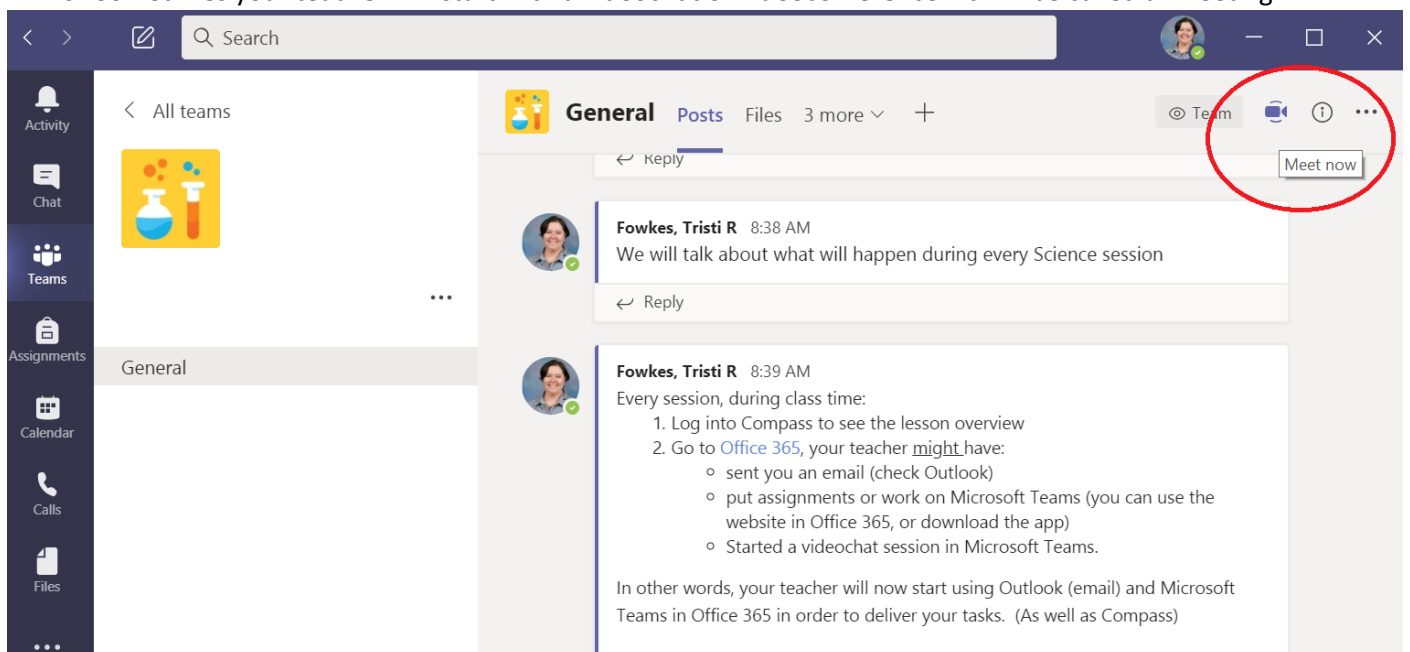 Search
Activity
Chat
Teams
Assignments
Calendar
Calls
Files
All teams
General
General Posts Files 3 more
Team
Meet now
Reply
Fowkes, Tristi R 8:38 AM
We will talk about what will happen during every Science session
Reply
Fowkes, Tristi R 8:39 AM
Every session, during class time:
1. Log into Compass to see the lesson overview
2. Go to Office 365, your teacher might have:
sent you an email (check Outlook)
put assignments or work on Microsoft Teams (you can use the
website in Office 365, or download the app)
Started a videochat session in Microsoft Teams.
In other words, your teacher will now start using Outlook (email) and Microsoft
Teams in Office 365 in order to deliver your tasks. (As well as Compass)